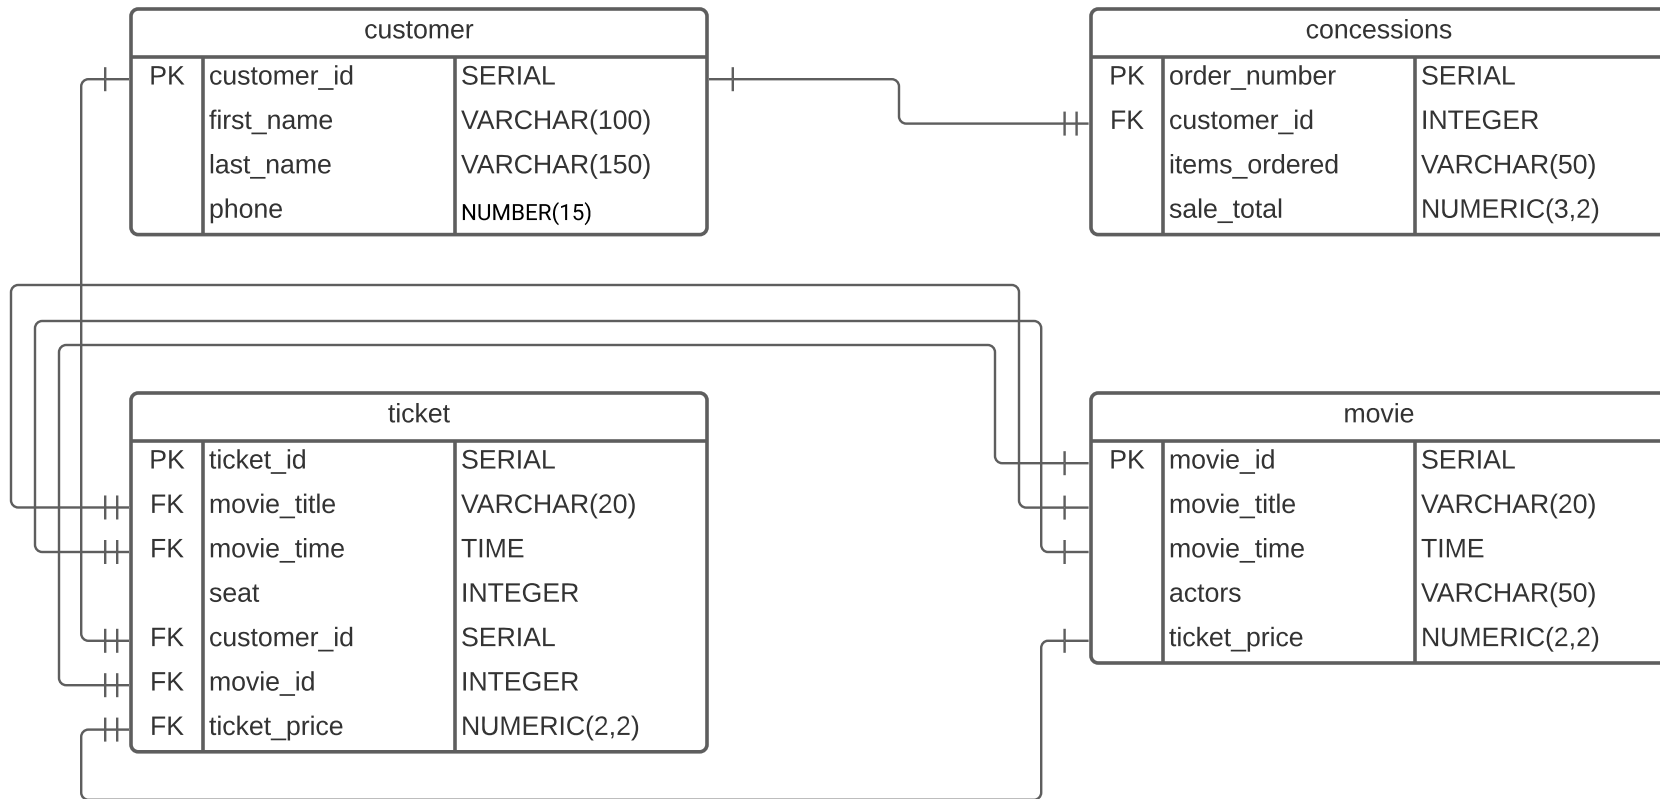 customer
PK customer_id SERIAL
first_name VARCHAR(100)
last_name VARCHAR(150)
phone NUMBER(15)
concessions
PK order_number SERIAL
FK customer_id INTEGER
items_ordered VARCHAR(50)
sale_total NUMERIC(3,2)
ticket
PK ticket_id SERIAL
FK movie_title VARCHAR(20)
FK movie_time TIME
seat INTEGER
FK customer_id SERIAL
FK movie_id INTEGER
FK ticket_price NUMERIC(2,2)
movie
PK movie_id SERIAL
movie_title VARCHAR(20)
movie_time TIME
actors VARCHAR(50)
ticket_price NUMERIC(2,2)